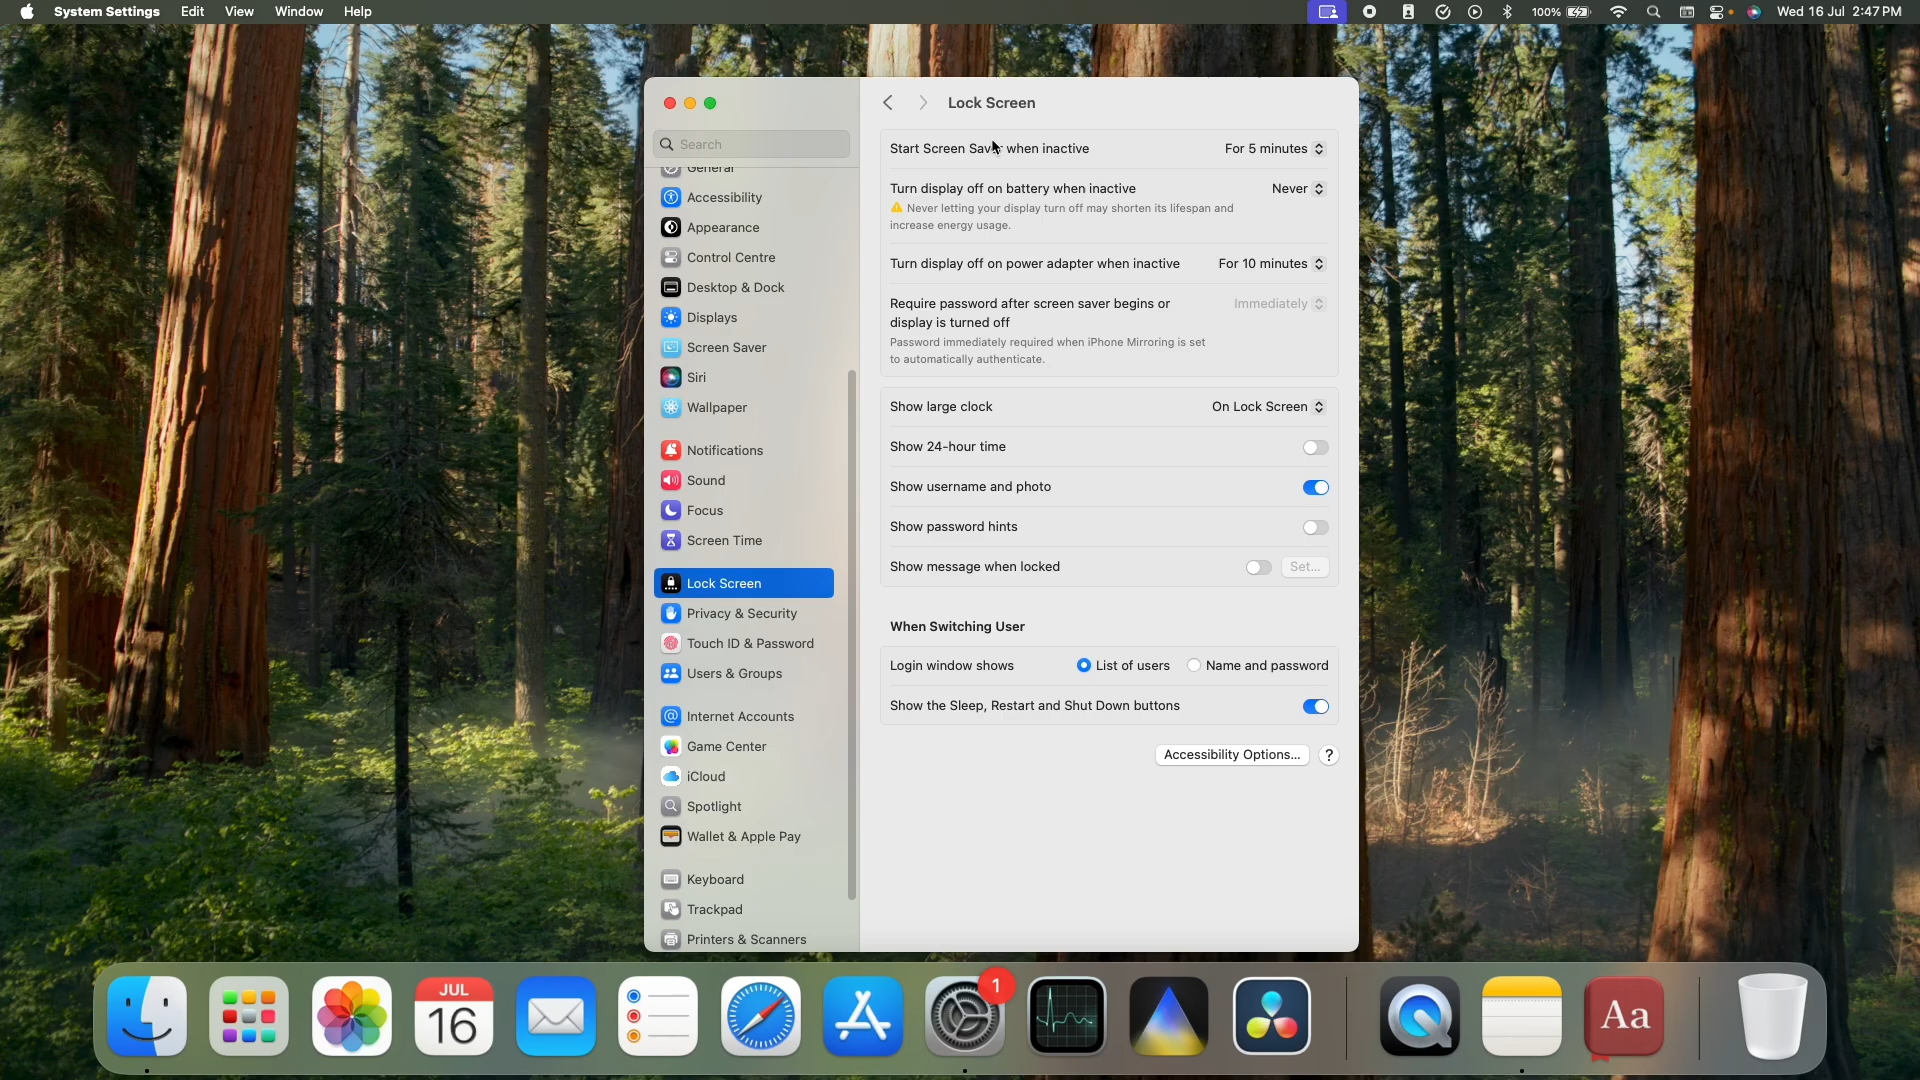 System Settings Edit View Window Help
100% Wed 16 Jul 2:47 PM
Search
General
Accessibility
Appearance
Control Centre
Desktop & Dock
Displays
Screen Saver
Siri
Wallpaper
Notifications
Sound
Focus
Screen Time
Lock Screen
Privacy & Security
Touch ID & Password
Users & Groups
Internet Accounts
Game Center
iCloud
Spotlight
Wallet & Apple Pay
Keyboard
Trackpad
Printers & Scanners
Lock Screen
Start Screen Saver when inactive For 5 minutes
Turn display off on battery when inactive Never
Never letting your display turn off may shorten its lifespan and
increase energy usage.
Turn display off on power adapter when inactive For 10 minutes
Require password after screen saver begins or Immediately
display is turned off
Password immediately required when iPhone Mirroring is set
to automatically authenticate.
Show large clock On Lock Screen
Show 24-hour time
Show username and photo
Show password hints
Show message when locked Set...
When Switching User
Login window shows List of users Name and password
Show the Sleep, Restart and Shut Down buttons
Accessibility Options... ?
JUL
16
1
Aa